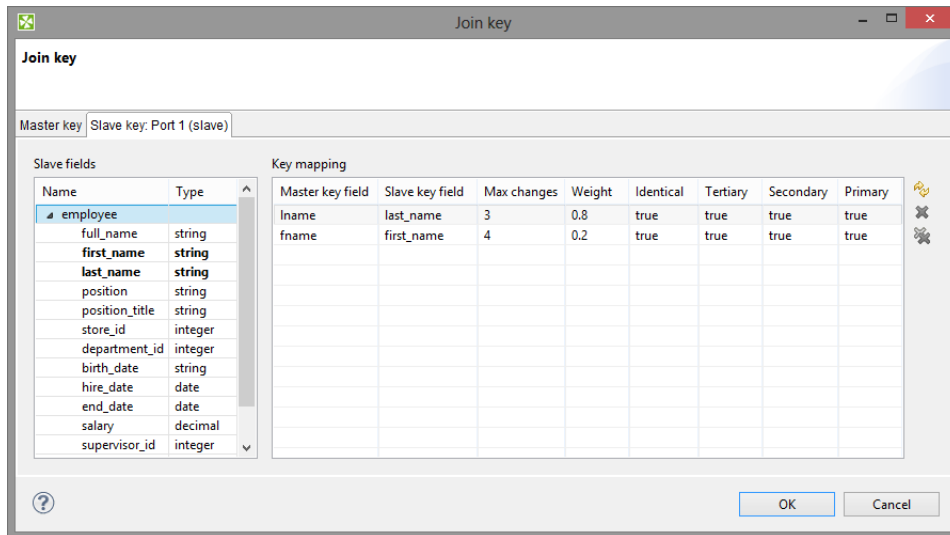 Join key
Join key
Master key Slave key: Port 1 (slave)
Slave fields
Name Type
employee
full_name string
first_name string
last_name string
position string
position_title string
store_id integer
department_id integer
birth_date string
hire_date date
end_date date
salary decimal
supervisor_id integer
Key mapping
Master key field Slave key field Max changes Weight Identical Tertiary Secondary Primary
lname last_name 3 0.8 true true true true
fname first_name 4 0.2 true true true true
?
OK Cancel